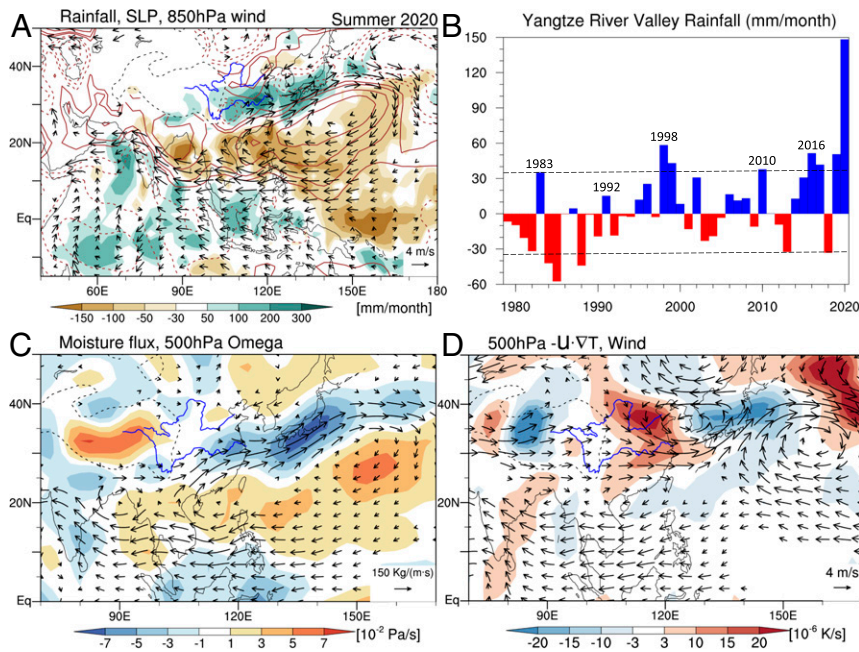 A
Rainfall, SLP, 850hPa wind
Summer 2020
40N
20N
Eq
4 m/s
60E
90E
120E
150E
180
-150 -100 -50 -30 50 100 200 300
[mm/month]
B
Yangtze River Valley Rainfall (mm/month)
150
120
90
60
30
0
-30
-60
1983
1992
1998
2010
2016
1980 1990 2000 2010 2020
C
Moisture flux, 500hPa Omega
40N
20N
Eq
150 Kg/(m·s)
90E
120E
150E
-7 -5 -3 -1 1 3 5 7
[10-2 Pa/s]
D
500hPa -U·∇T, Wind
40N
20N
Eq
4 m/s
90E
120E
150E
-20 -15 -10 -3 3 10 15 20
[10-6 K/s]